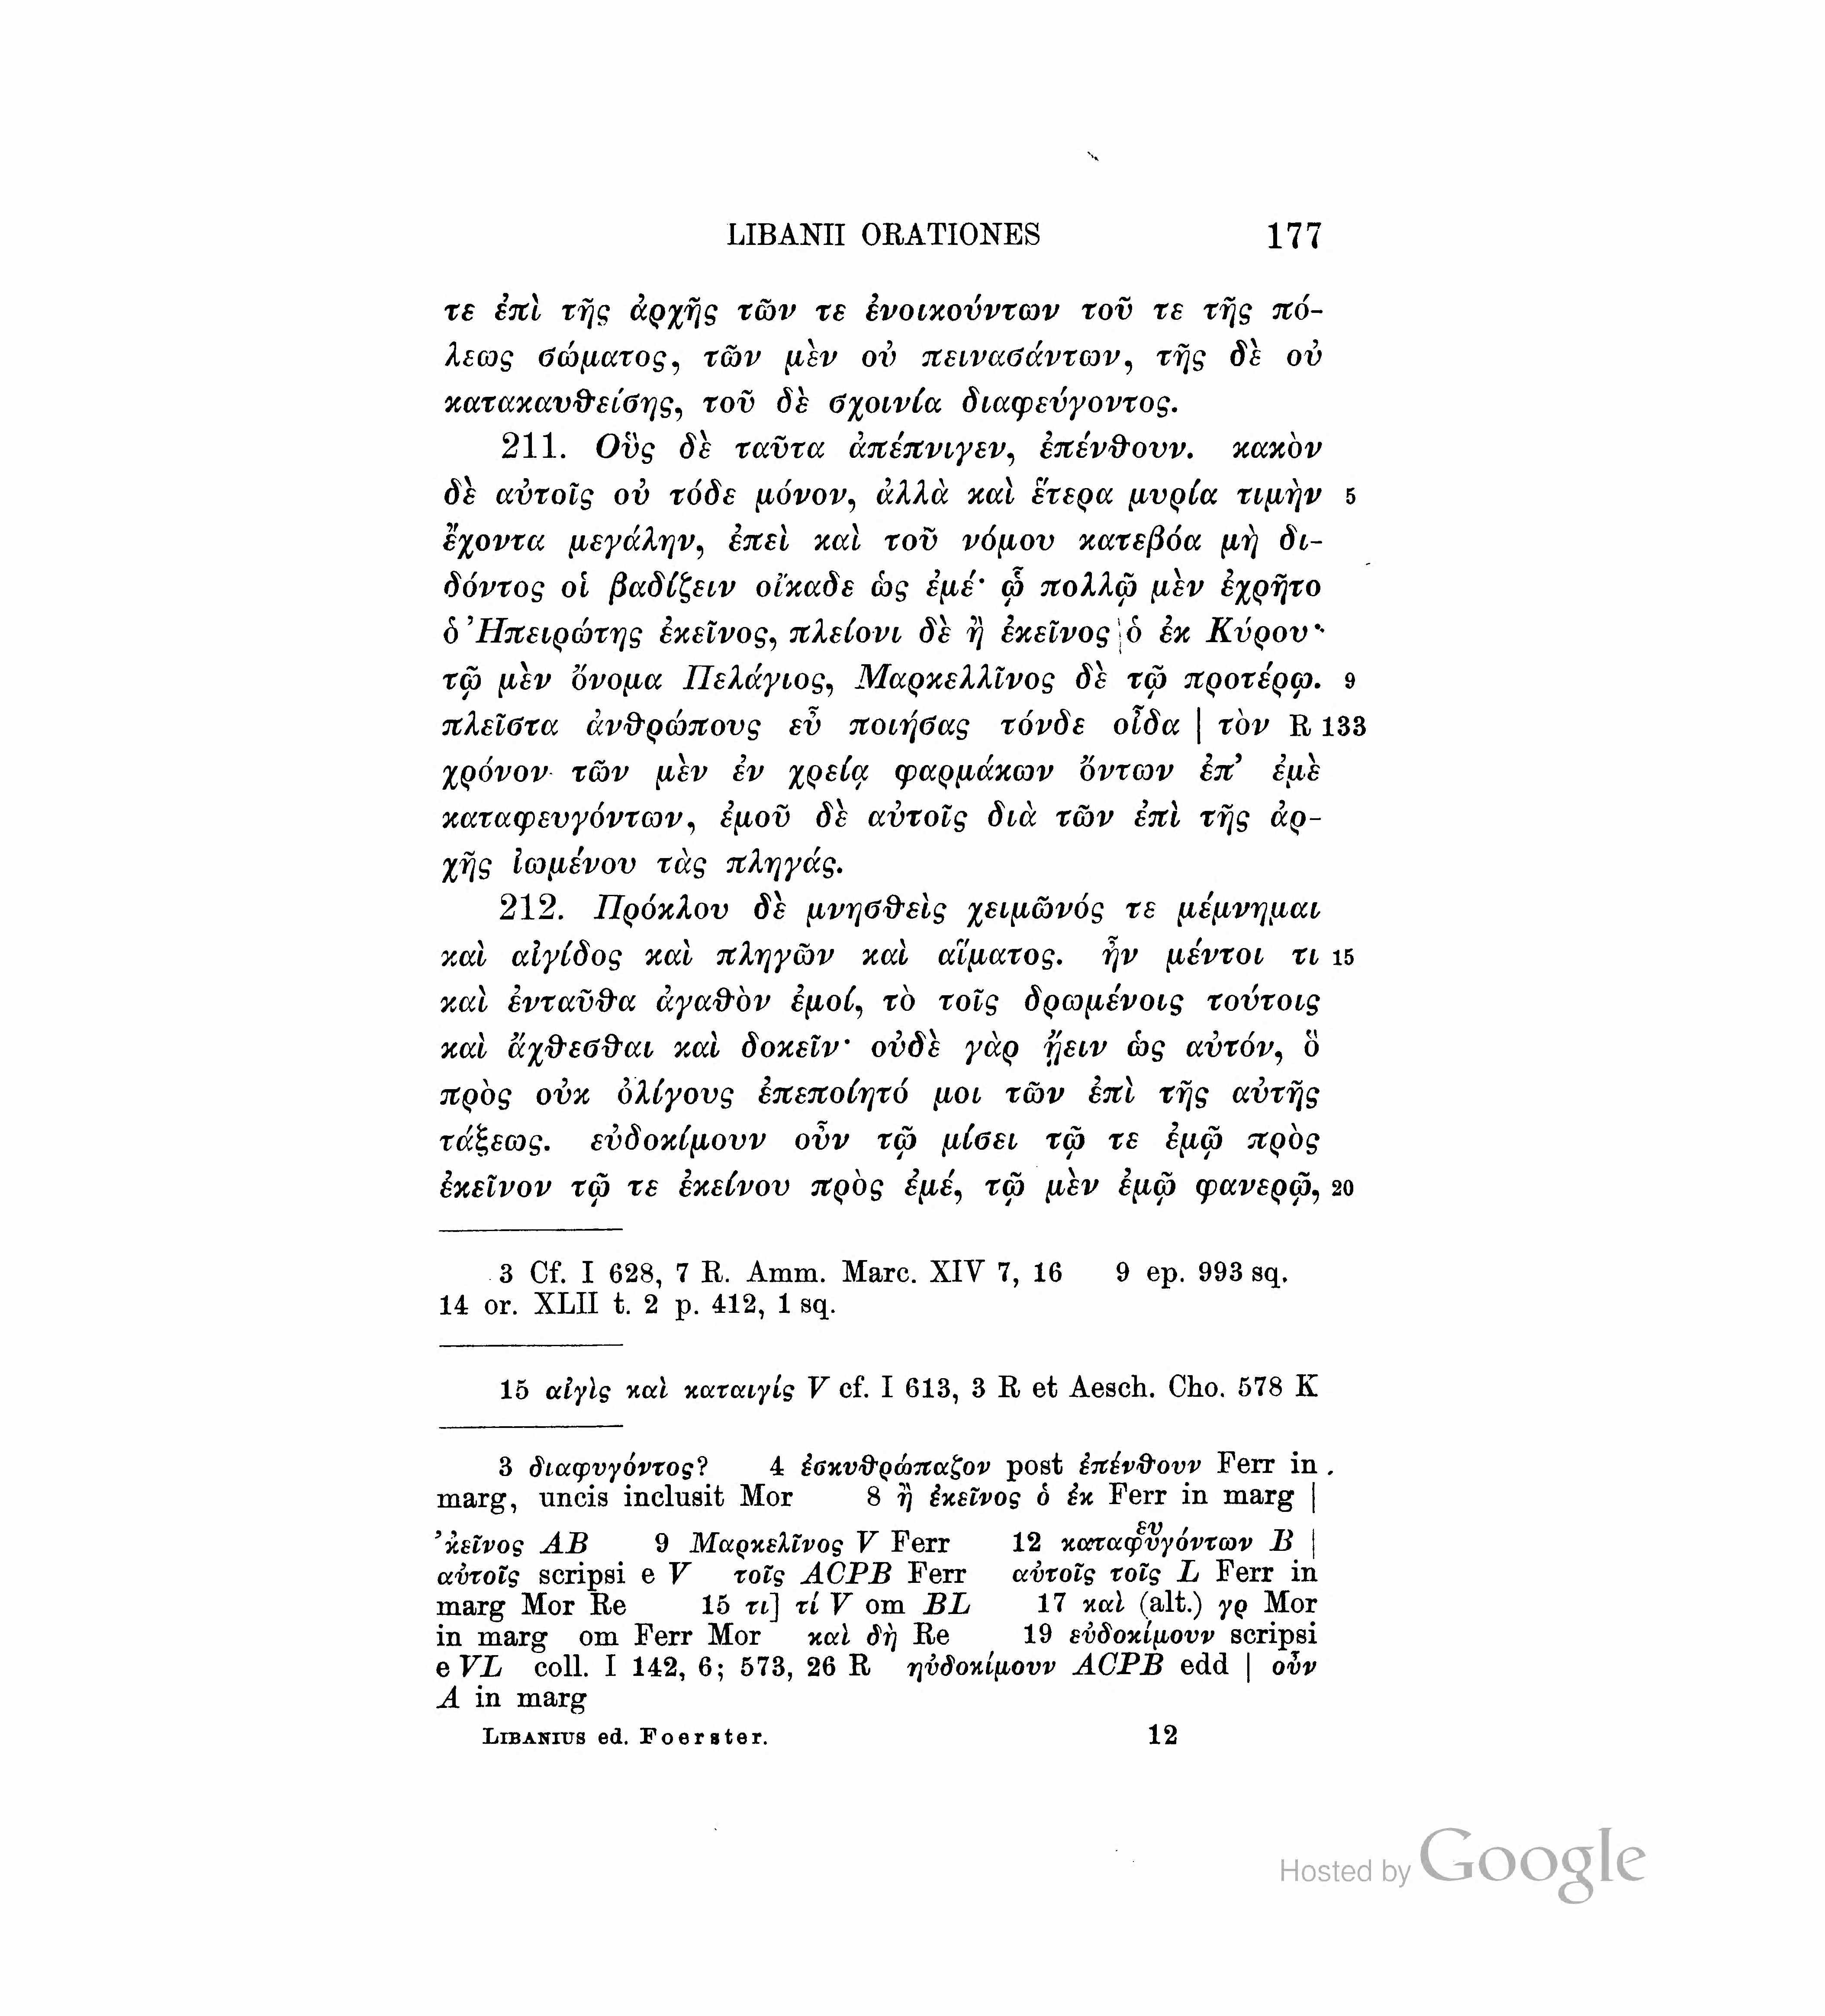 LIBANII ORATIONES 177
τε ἐπὶ τῆς ἀρχῆς τῶν τε ἐνοικούντων τοῦ τε τῆς πό-
λεως σώματος, τῶν μὲν οὐ πεινασάντων, τῆς δὲ οὐ
κατακαυθείσης, τοῦ δὲ σχοινία διαφεύγοντος.
211. Οὓς δὲ ταῦτα ἀπέπνιγεν, ἐπένθουν. κακὸν
δὲ αὐτοῖς οὐ τόδε μόνον, ἀλλὰ καὶ ἕτερα μυρία τιμὴν 5
ἔχοντα μεγάλην, ἐπεὶ καὶ τοῦ νόμου κατεβόα μὴ δι-
δόντος οἱ βαδίζειν οἴκαδε ὡς ἐμέ· ᾧ πολλῷ μὲν ἐχρῆτο
ὁ Ἠπειρώτης ἐκεῖνος, πλείονι δὲ ἢ ἐκεῖνος ὁ ἐκ Κύρου·
τῷ μὲν ὄνομα Πελάγιος, Μαρκελλῖνος δὲ τῷ προτέρῳ. 9
πλεῖστα ἀνθρώπους εὖ ποιήσας τόνδε οἶδα | τὸν R 133
χρόνον τῶν μὲν ἐν χρείᾳ φαρμάκων ὄντων ἐπ’ ἐμὲ
καταφευγόντων, ἐμοῦ δὲ αὐτοῖς διὰ τῶν ἐπὶ τῆς ἀρ-
χῆς ἰωμένου τὰς πληγάς.
212. Πρόκλου δὲ μνησθεὶς χειμῶνός τε μέμνημαι
καὶ αἰγίδος καὶ πληγῶν καὶ αἵματος. ἦν μέντοι τι 15
καὶ ἐνταῦθα ἀγαθὸν ἐμοί, τὸ τοῖς δρωμένοις τούτοις
καὶ ἄχθεσθαι καὶ δοκεῖν· οὐδὲ γὰρ ᾔειν ὡς αὐτόν, ὃ
πρὸς οὐκ ὀλίγους ἐπεποίητό μοι τῶν ἐπὶ τῆς αὐτῆς
τάξεως. εὐδοκίμουν οὖν τῷ μίσει τῷ τε ἐμῷ πρὸς
ἐκεῖνον τῷ τε ἐκείνου πρὸς ἐμέ, τῷ μὲν ἐμῷ φανερῷ, 20
3 Cf. I 628, 7 R. Amm. Marc. XIV 7, 16 9 ep. 993 sq.
14 or. XLII t. 2 p. 412, 1 sq.
15 αἰγὶς καὶ καταιγίς V cf. I 613, 3 R et Aesch. Cho. 578 K
3 διαφυγόντος? 4 ἐσκυθρώπαζον post ἐπένθουν Ferr in
marg, uncis inclusit Mor 8 ἢ ἐκεῖνος ὁ ἐκ Ferr in marg |
’κεῖνος AB 9 Μαρκελῖνος V Ferr 12 καταφευγόντων B |
αὐτοῖς scripsi e V τοῖς ACPB Ferr αὐτοῖς τοῖς L Ferr in
marg Mor Re 15 τι] τί V om BL 17 καὶ (alt.) γρ Mor
in marg om Ferr Mor καὶ δὴ Re 19 εὐδοκίμουν scripsi
e VL coll. I 142, 6; 573, 26 R ηὐδοκίμουν ACPB edd | οὖν
A in marg
LIBANIUS ed. Foerster. 12
Hosted by Google